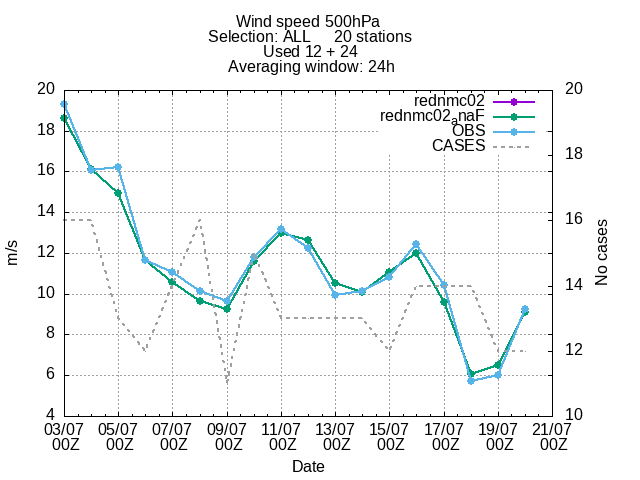 Wind speed 500hPa
Selection: ALL 20 stations
Used 12 + 24
Averaging window: 24h
20 20
rednmc02
rednmc02anaF
OBS
CASES
18
18
16
16
14
14
12
12
10
8
6
4 10
m/s
No cases
03/07 05/07 07/07 09/07 11/07 13/07 15/07 17/07 19/07 21/07
00Z 00Z 00Z 00Z 00Z 00Z 00Z 00Z 00Z 00Z
Date